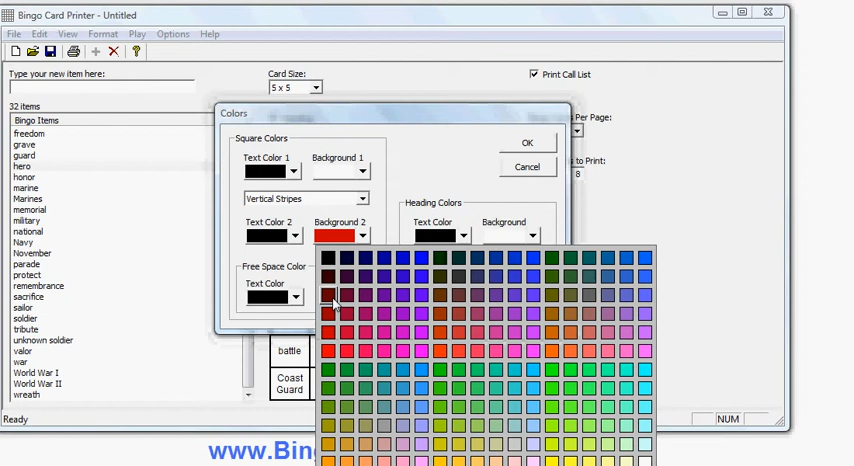 Bingo Card Printer - Untitled
File Edit View Format Play Options Help
Type your new item here:
Card Size:
Print Call List
5 x 5
32 items
Bingo Items
freedom
grave
guard
hero
honor
marine
Marines
memorial
military
national
Navy
November
parade
protect
remembrance
sacrifice
sailor
soldier
tribute
unknown soldier
valor
war
World War I
World War II
wreath
Per Page:
to Print:
8
Colors
Square Colors
OK
Text Color 1 Background 1
Cancel
Vertical Stripes
Heading Colors
Text Color 2 Background 2
Text Color Background
Free Space Color
Text Color
battle
Coast
Guard
Ready
NUM
www.Bin